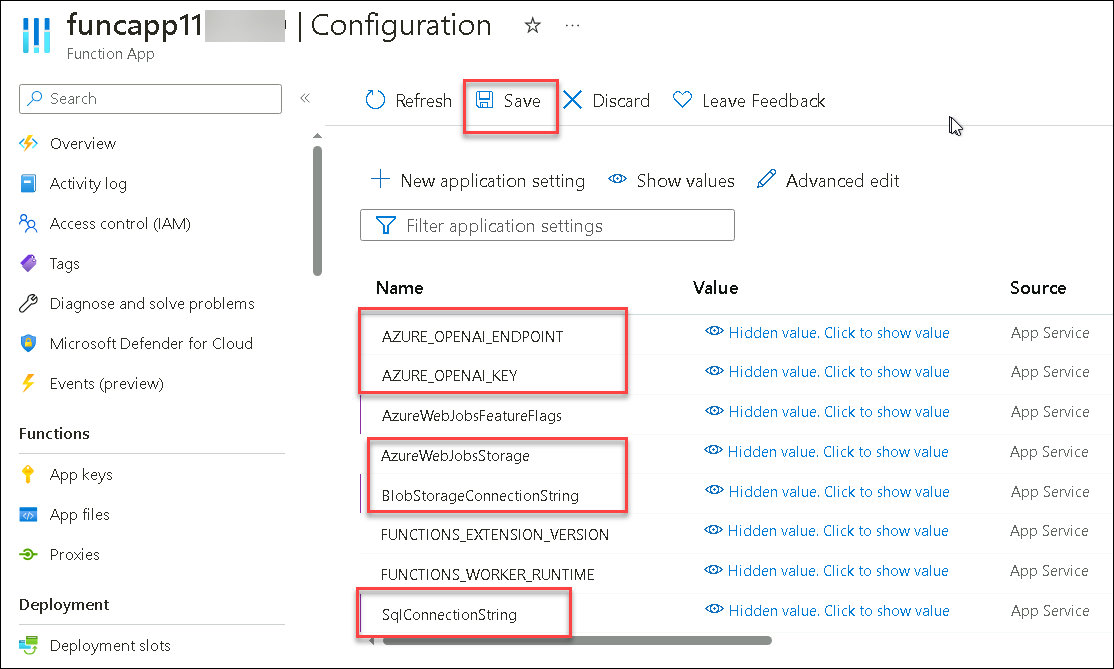 funcapp11 | Configuration ☆ ...
Function App
Search «
Refresh Save Discard Leave Feedback
Overview
Activity log
Access control (IAM)
Tags
Diagnose and solve problems
Microsoft Defender for Cloud
Events (preview)
Functions
App keys
App files
Proxies
Deployment
Deployment slots
New application setting Show values Advanced edit
Filter application settings
Name Value Source
AZURE_OPENAI_ENDPOINT Hidden value. Click to show value App Service
AZURE_OPENAI_KEY Hidden value. Click to show value App Service
AzureWebJobsFeatureFlags Hidden value. Click to show value App Service
AzureWebJobsStorage Hidden value. Click to show value App Service
BlobStorageConnectionString Hidden value. Click to show value App Service
FUNCTIONS_EXTENSION_VERSION Hidden value. Click to show value App Service
FUNCTIONS_WORKER_RUNTIME Hidden value. Click to show value App Service
SqlConnectionString Hidden value. Click to show value App Service